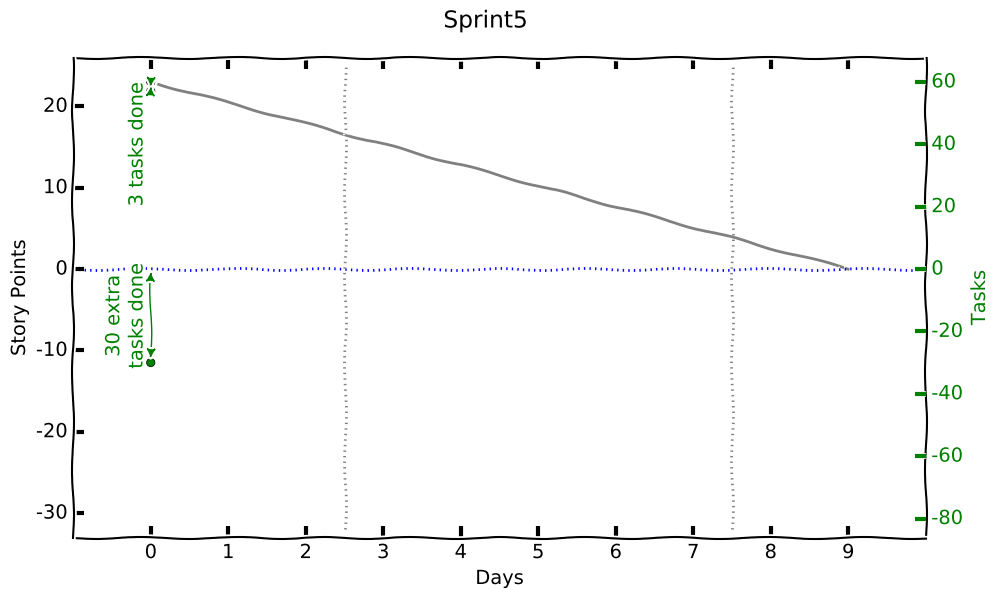 Sprint5
3 tasks done
30 extra
tasks done
Story Points
20
10
0
-10
-20
-30
60
40
20
0
-20
-40
-60
-80
Tasks
0 1 2 3 4 5 6 7 8 9
Days